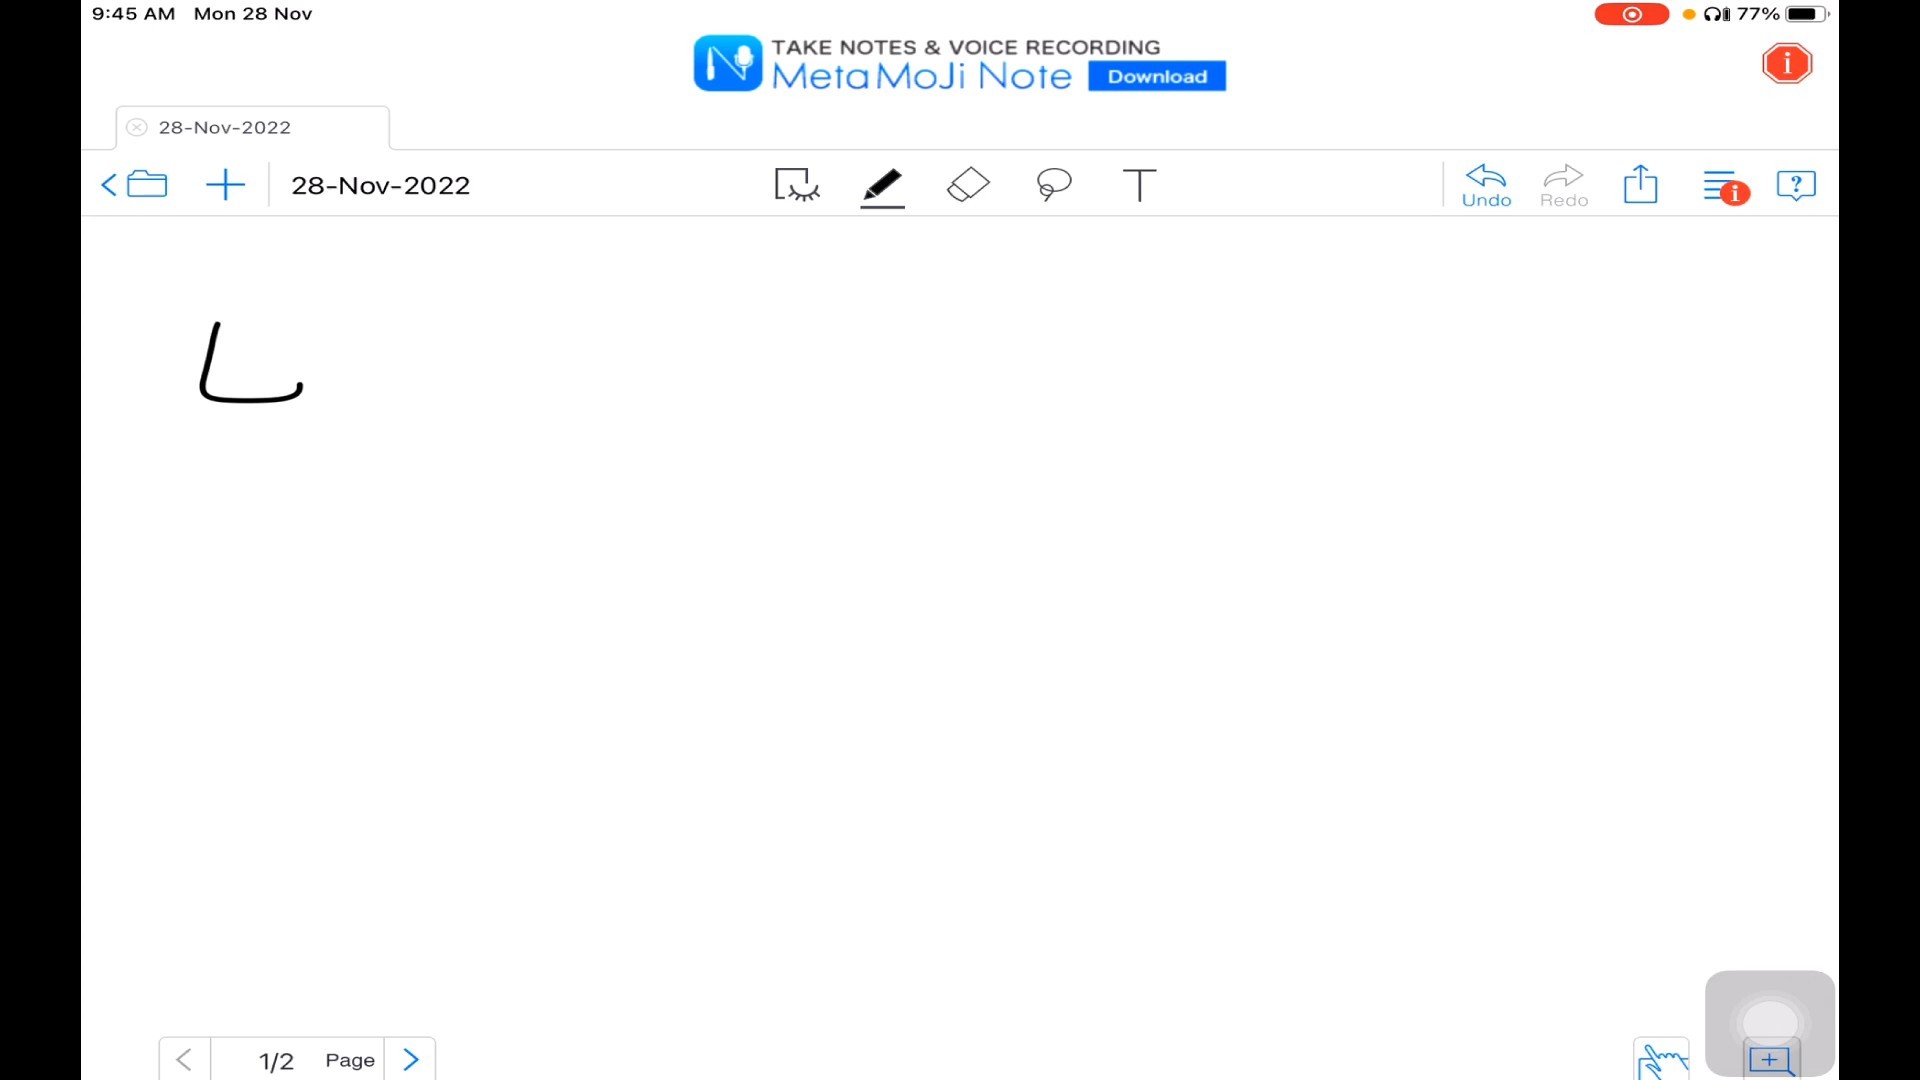 9:45 AM Mon 28 Nov
77%
TAKE NOTES & VOICE RECORDING
MetaMoJi Note Download
28-Nov-2022
28-Nov-2022
T
Undo
Redo
L
1/2 Page